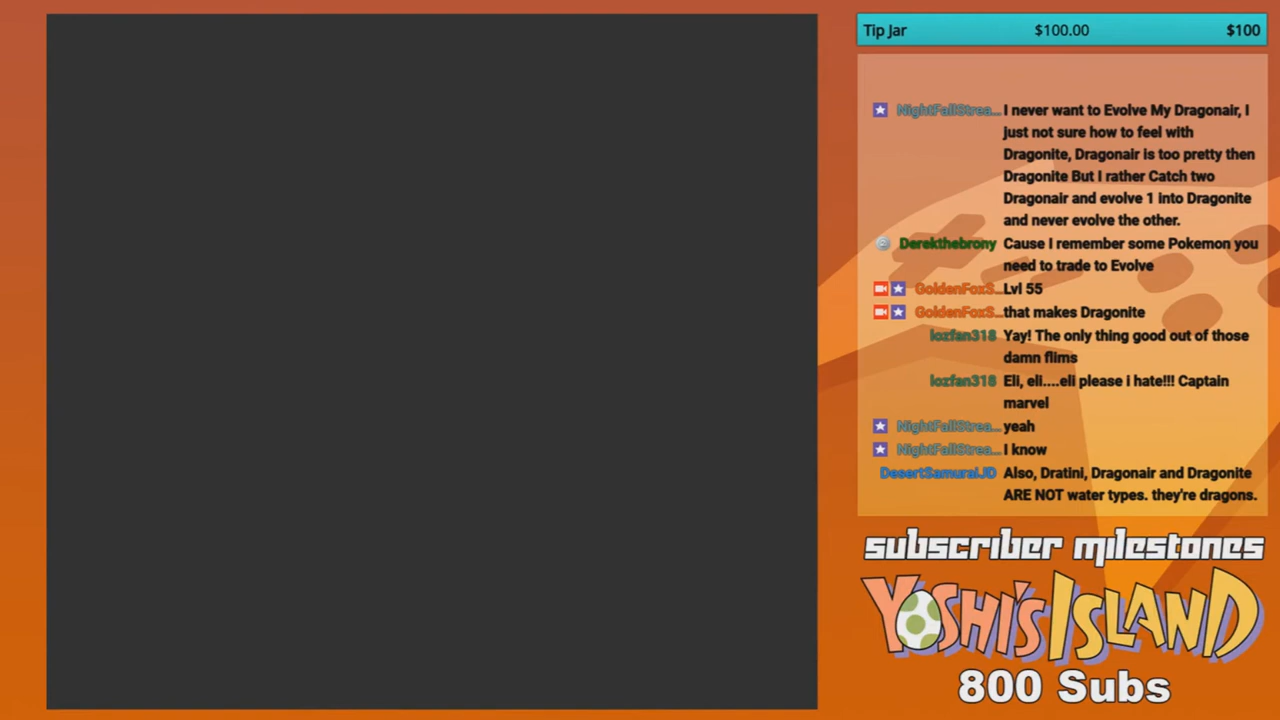 Tip Jar $100.00 $100
NightFallStrea... I never want to Evolve My Dragonair, I
just not sure how to feel with
Dragonite, Dragonair is too pretty then
Dragonite But I rather Catch two
Dragonair and evolve 1 into Dragonite
and never evolve the other.
Derekthebrony Cause I remember some Pokemon you
need to trade to Evolve
GoldenFoxS... Lvl 55
GoldenFoxS... that makes Dragonite
lozfan318 Yay! The only thing good out of those
damn flims
lozfan318 Eli, eli....eli please i hate!!! Captain
marvel
NightFallStrea... yeah
NightFallStrea... I know
DesertSamuraiJD Also, Dratini, Dragonair and Dragonite
ARE NOT water types. they're dragons.
subscriber milestones
YOSHI'S ISLAND
800 Subs